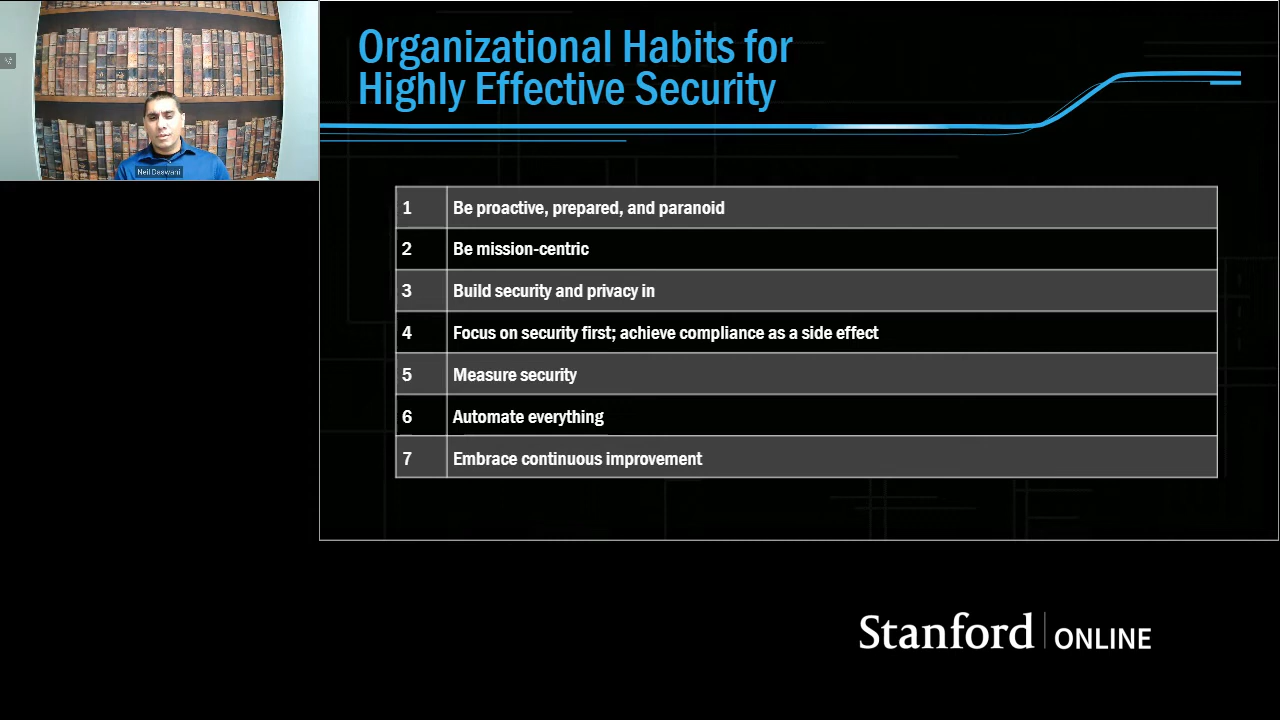 Organizational Habits for
Highly Effective Security
Neil Daswani
1 Be proactive, prepared, and paranoid
2 Be mission-centric
3 Build security and privacy in
4 Focus on security first; achieve compliance as a side effect
5 Measure security
6 Automate everything
7 Embrace continuous improvement
Stanford ONLINE